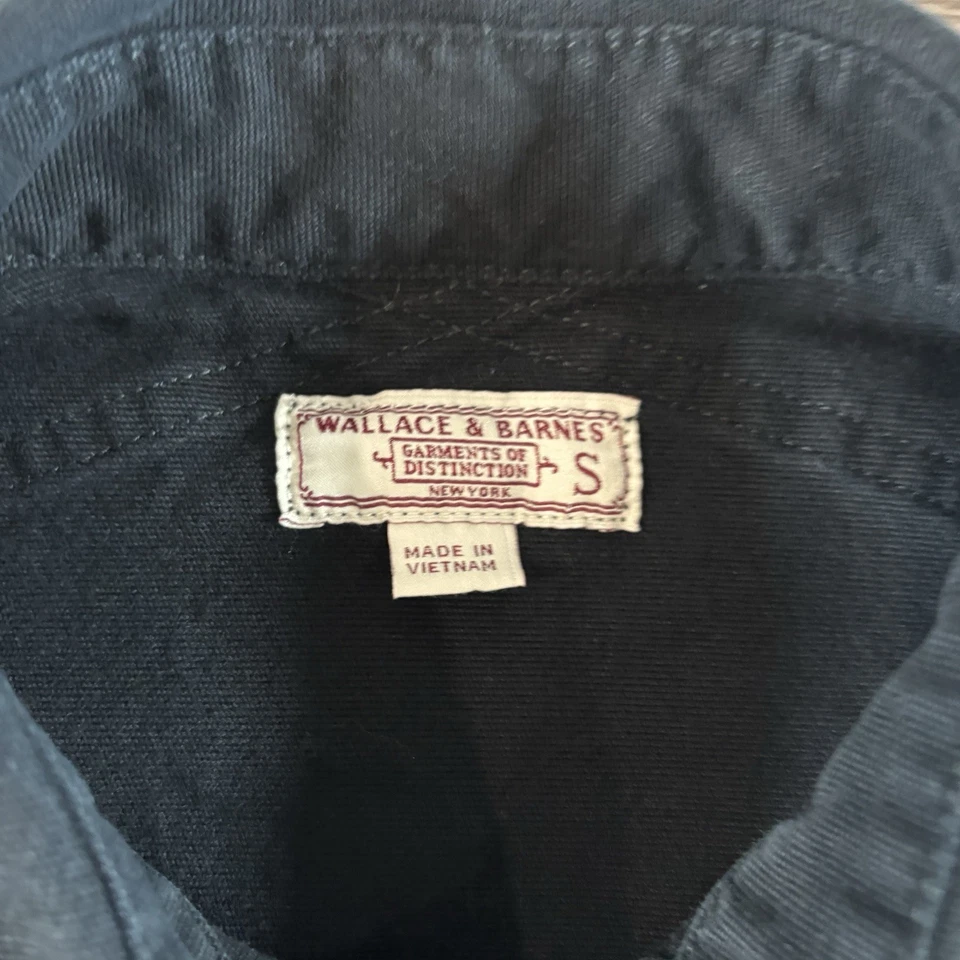 WALLACE & BARNES
GARMENTS OF
DISTINCTION
S
NEW YORK
MADE IN
VIETNAM